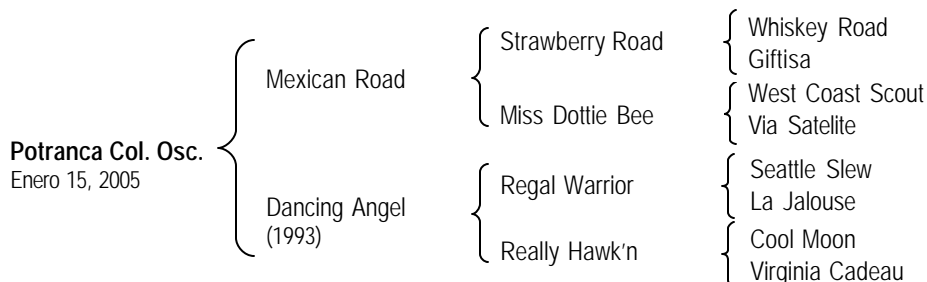 Potranca Col. Osc.
Enero 15, 2005
Mexican Road
Dancing Angel
(1993)
Strawberry Road
Miss Dottie Bee
Regal Warrior
Really Hawk'n
Whiskey Road
Giftisa
West Coast Scout
Via Satelite
Seattle Slew
La Jalouse
Cool Moon
Virginia Cadeau